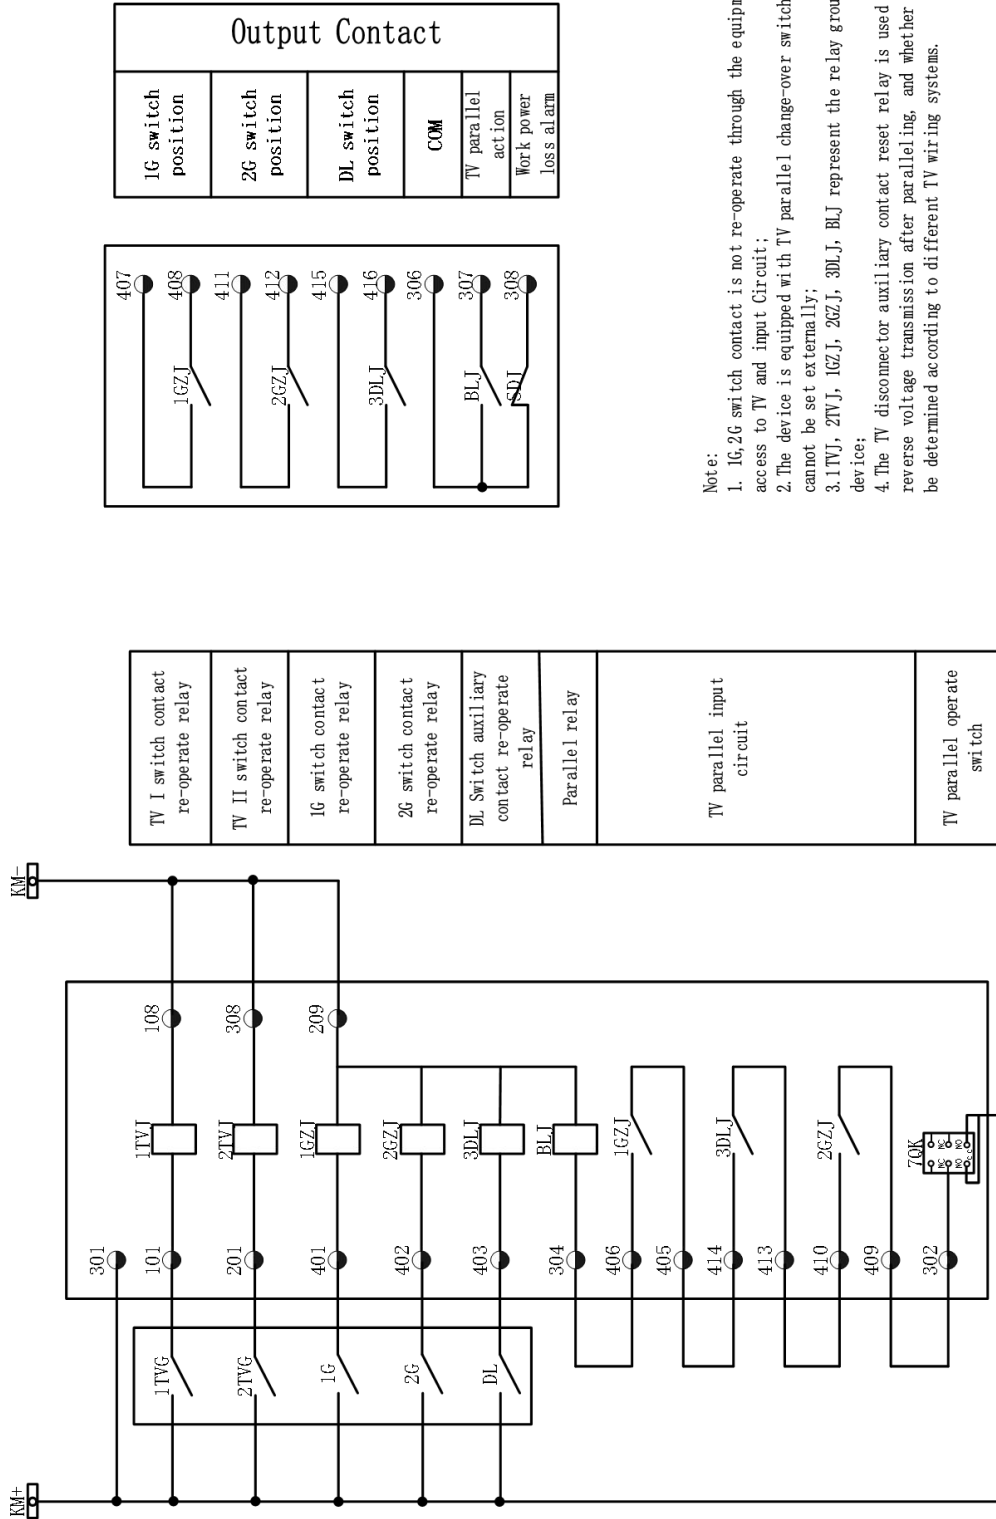 Output Contact
1G switch
position
2G switch
position
DL switch
position
COM
TV parallel
action
Work power
loss alarm
407
408
411
412
415
416
306
307
308
1GZJ
2GZJ
3DLJ
BLJ
SDJ
Note:
1. 1G,2G switch contact is not re-operate through the equipm
access to TV and input Circuit;
2.The device is equipped with TV parallel change-over switch
cannot be set externally;
3.1TVJ, 2TVJ, 1GZJ, 2GZJ, 3DLJ, BLJ represent the relay grou
device;
4.The TV disconnector auxiliary contact reset relay is used
reverse voltage transmission after paralleling, and whether
be determined according to different TV wiring systems.
TV I switch contact
re-operate relay
TV II switch contact
re-operate relay
1G switch contact
re-operate relay
2G switch contact
re-operate relay
DL Switch auxiliary
contact re-operate
relay
Parallel relay
TV parallel input
circuit
TV parallel operate
switch
KM-
108
308
209
1TVJ
2TVJ
1GZJ
2GZJ
3DLJ
BLJ
1GZJ
3DLJ
2GZJ
7QK
NC
NC
NO
NO
C
C
301
101
201
401
402
403
304
406
405
414
413
410
409
302
1TVG
2TVG
1G
2G
DL
KM+